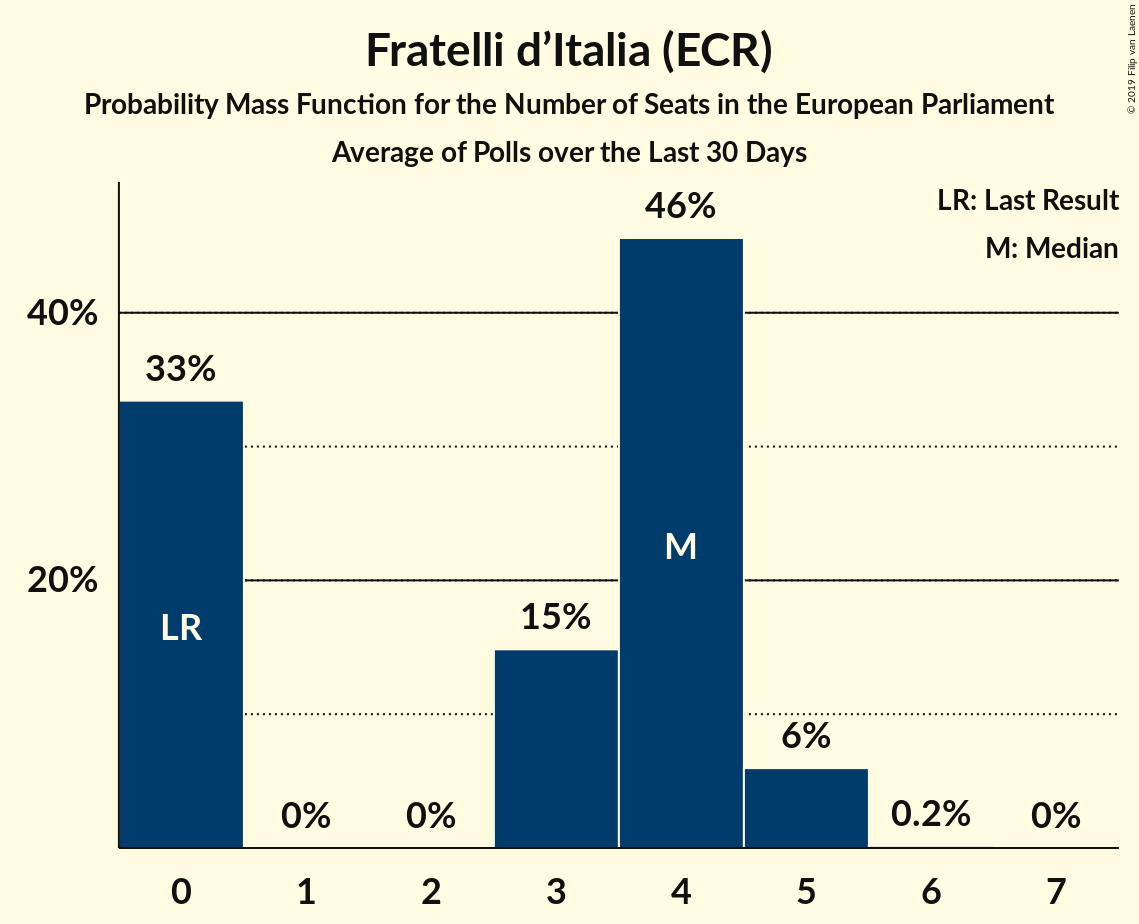 Fratelli d’Italia (ECR)
Probability Mass Function for the Number of Seats in the European Parliament
Average of Polls over the Last 30 Days
© 2019 Filip van Laenen
LR: Last Result
M: Median
46%
40%
33%
M
20%
15%
LR
6%
0%
0%
0.2%
0%
0 1 2 3 4 5 6 7